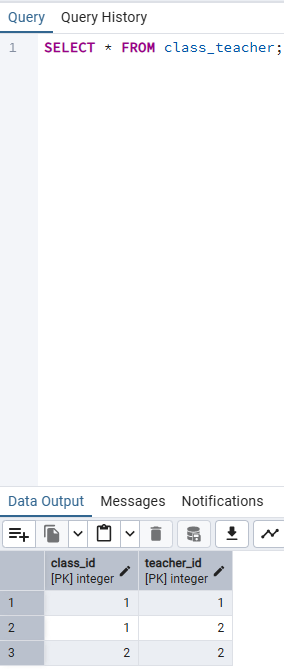 Query Query History
1 SELECT * FROM class_teacher;
Data Output Messages Notifications
class_id teacher_id
[PK] integer [PK] integer
1 1 1
2 1 2
3 2 2